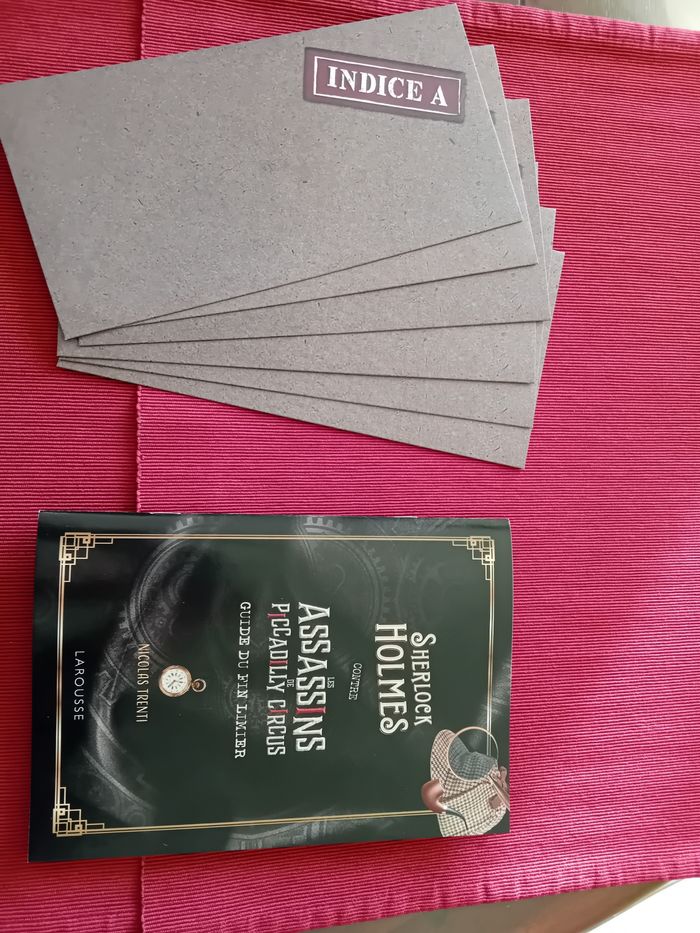 INDICE A
SHERLOCK
HOLMES
CONTRE
LES
ASSASSINS
DE
PICCADILLY CIRCUS
GUIDE DU FIN LIMIER
NICOLAS TRENTI
LAROUSSE